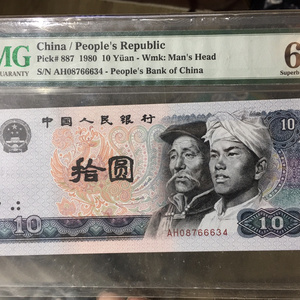 MG
GUARANTY
China / People's Republic
Pick# 887 1980 10 Yüan - Wmk: Man's Head
S/N AH08766634 - People's Bank of China
6
Superb
中国人民银行
10
拾圆
10
AH08766634
10